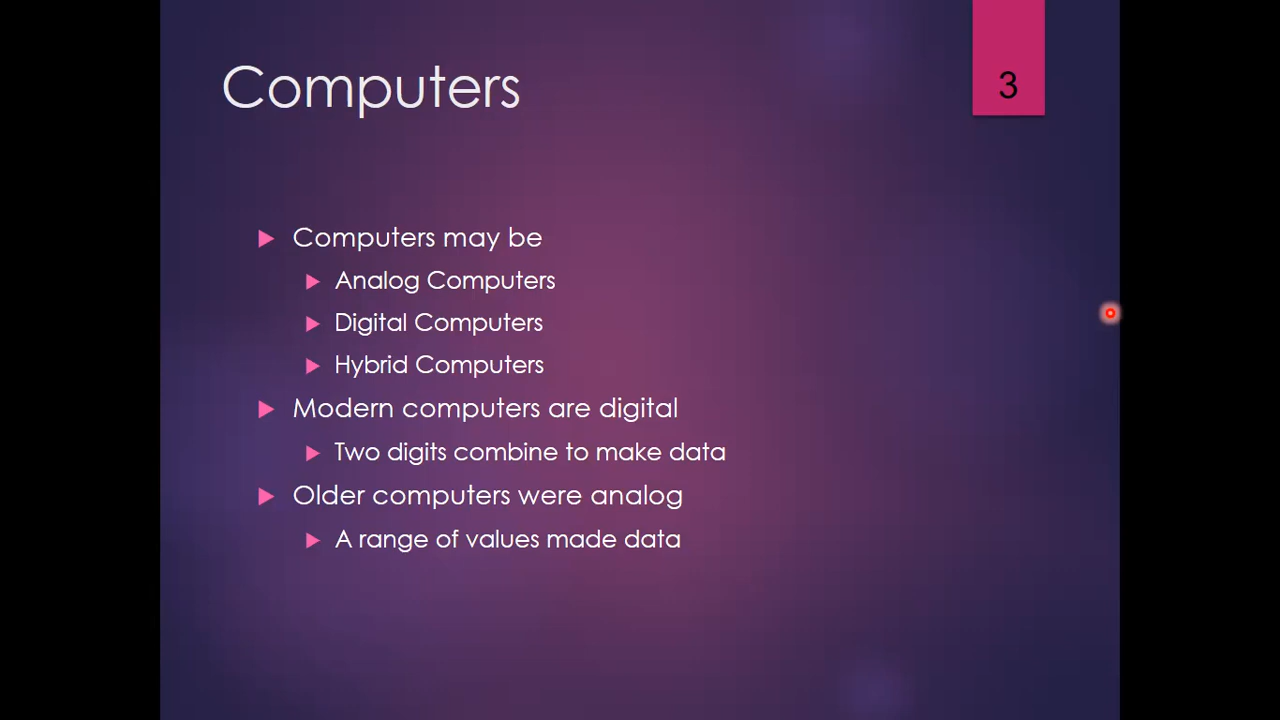 Computers
3
Computers may be
Analog Computers
Digital Computers
Hybrid Computers
Modern computers are digital
Two digits combine to make data
Older computers were analog
A range of values made data